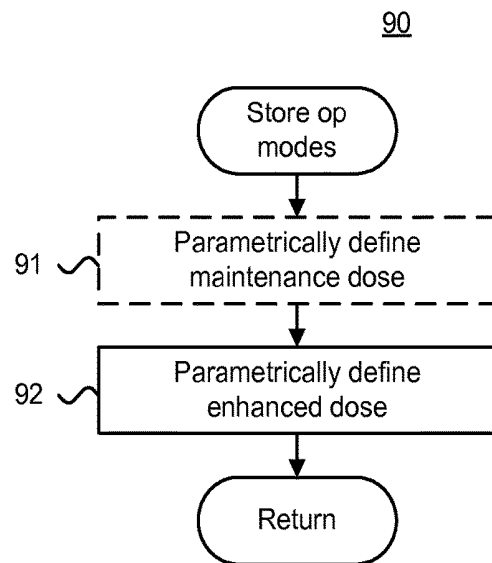 90
Store op
modes
91
Parametrically define
maintenance dose
92
Parametrically define
enhanced dose
Return